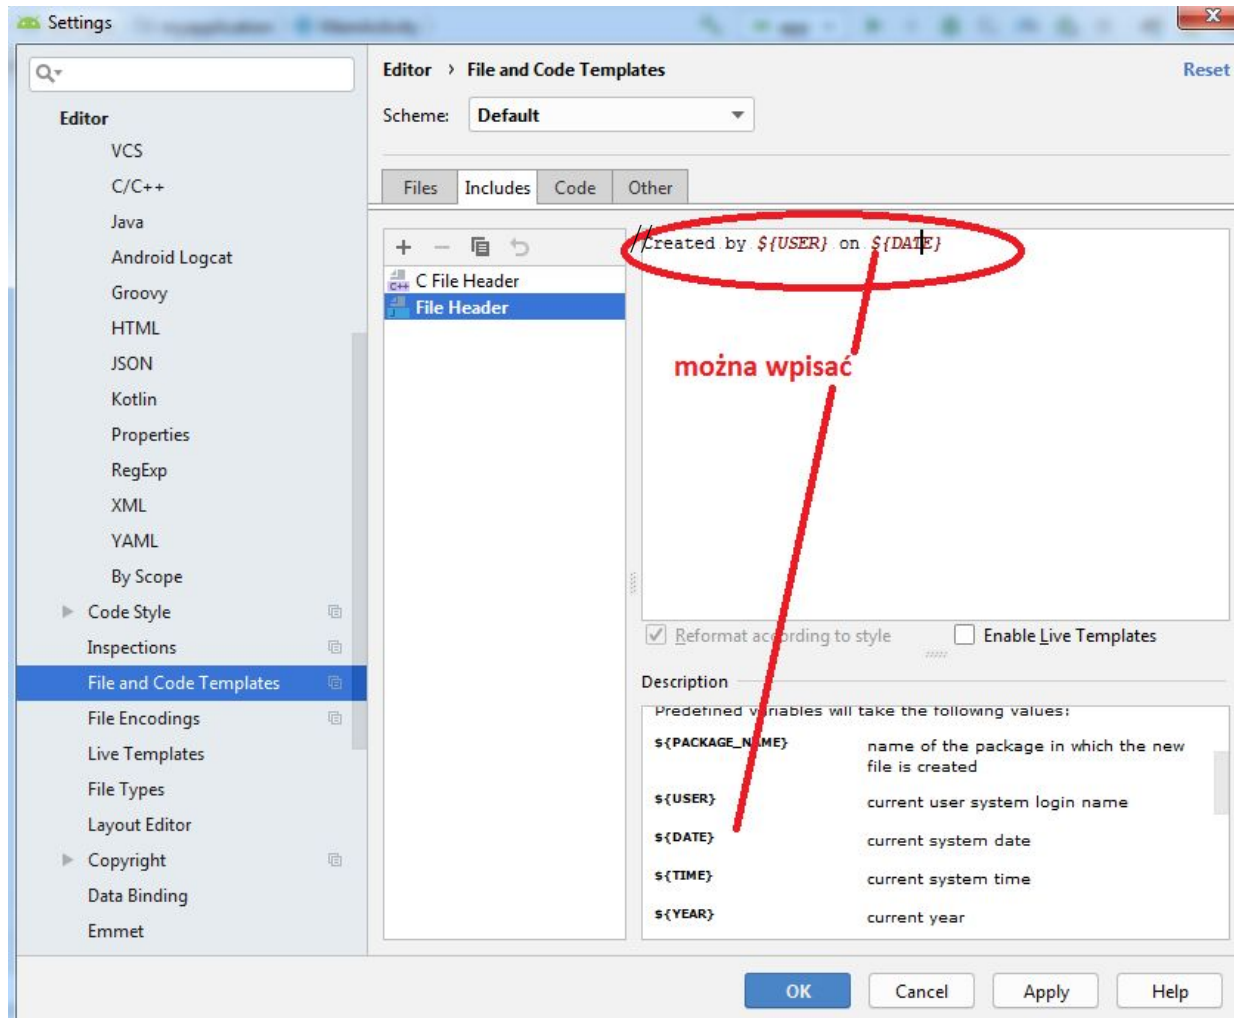 Settings
Editor › File and Code Templates
Reset
Scheme: Default
Editor
VCS
C/C++
Java
Android Logcat
Groovy
HTML
JSON
Kotlin
Properties
RegExp
XML
YAML
By Scope
Code Style
Inspections
File and Code Templates
File Encodings
Live Templates
File Types
Layout Editor
Copyright
Data Binding
Emmet
Files Includes Code Other
C++ C File Header
File Header
//Created by ${USER} on ${DATE}
można wpisać
Reformat according to style Enable Live Templates
Description
Predefined variables will take the following values:
${PACKAGE_NAME} name of the package in which the new
file is created
${USER} current user system login name
${DATE} current system date
${TIME} current system time
${YEAR} current year
OK Cancel Apply Help